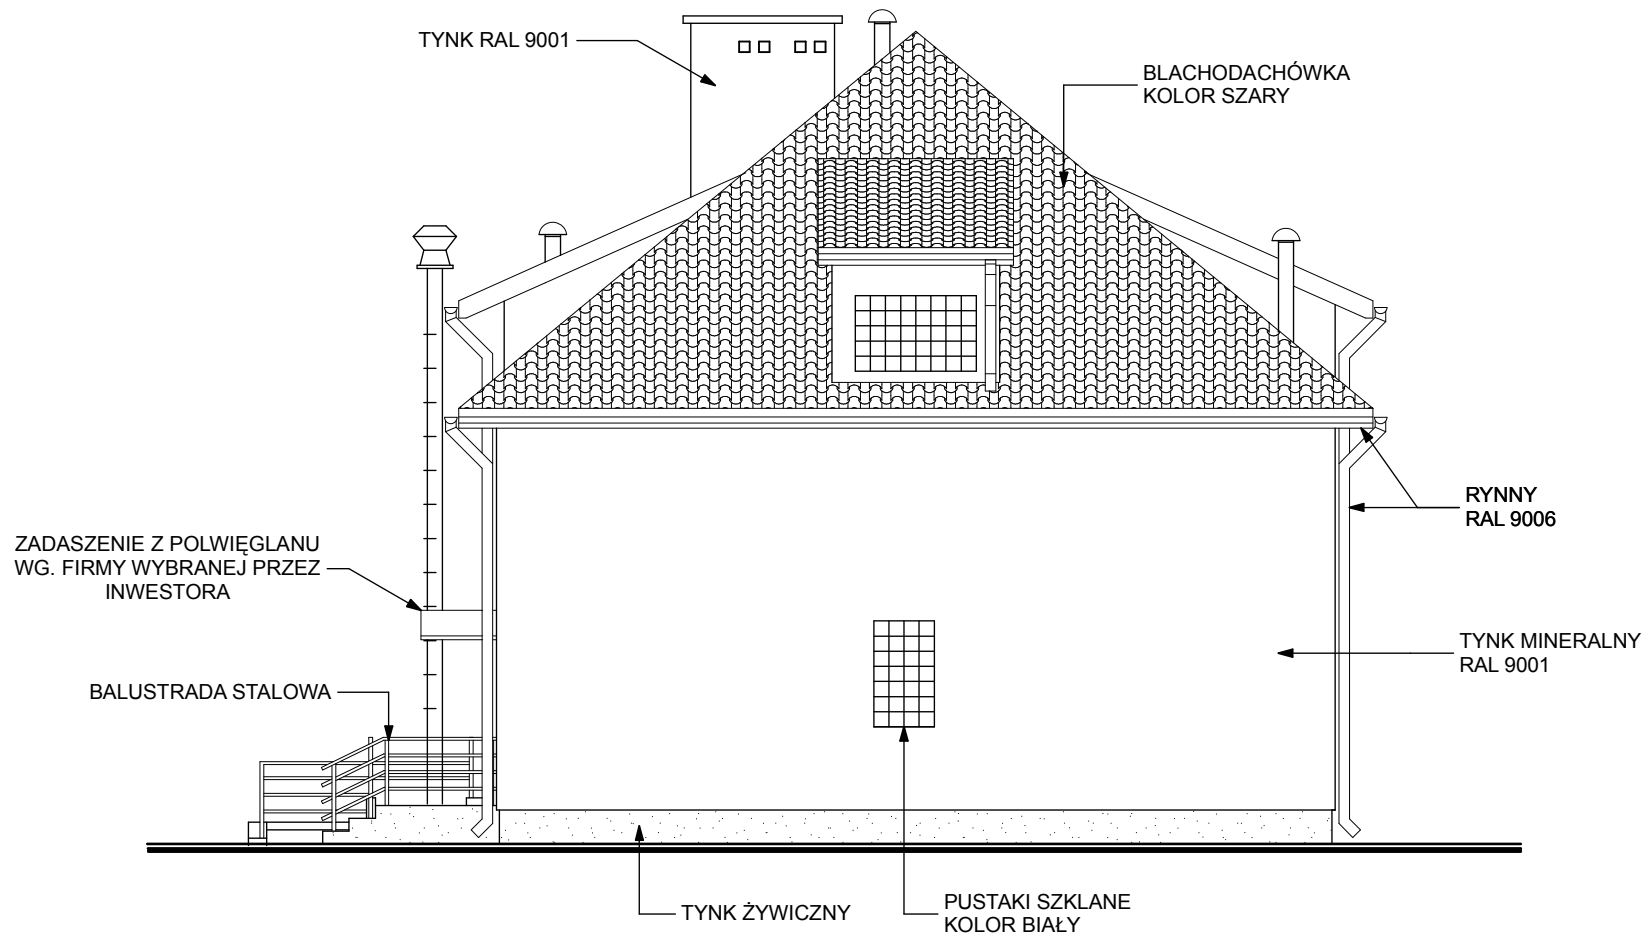 TYNK RAL 9001
BLACHODACHÓWKA
KOLOR SZARY
RYNNY
RAL 9006
ZADASZENIE Z POLWIĘGLANU
WG. FIRMY WYBRANEJ PRZEZ
INWESTORA
TYNK MINERALNY
RAL 9001
BALUSTRADA STALOWA
TYNK ŻYWICZNY
PUSTAKI SZKLANE
KOLOR BIAŁY